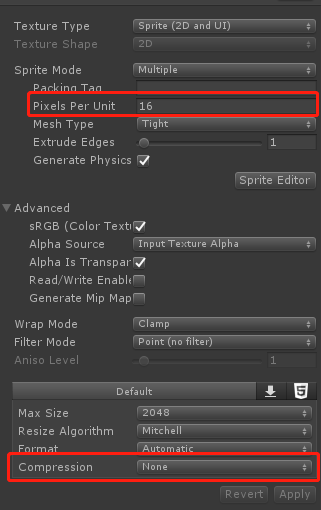 Texture Type Sprite (2D and UI)
Texture Shape 2D
Sprite Mode Multiple
Packing Tag
Pixels Per Unit 16
Mesh Type Tight
Extrude Edges 1
Generate Physics
Sprite Editor
Advanced
sRGB (Color Textu
Alpha Source Input Texture Alpha
Alpha Is Transpar
Read/Write Enable
Generate Mip Map
Wrap Mode Clamp
Filter Mode Point (no filter)
Aniso Level 1
Default
Max Size 2048
Resize Algorithm Mitchell
Format Automatic
Compression None
Revert Apply